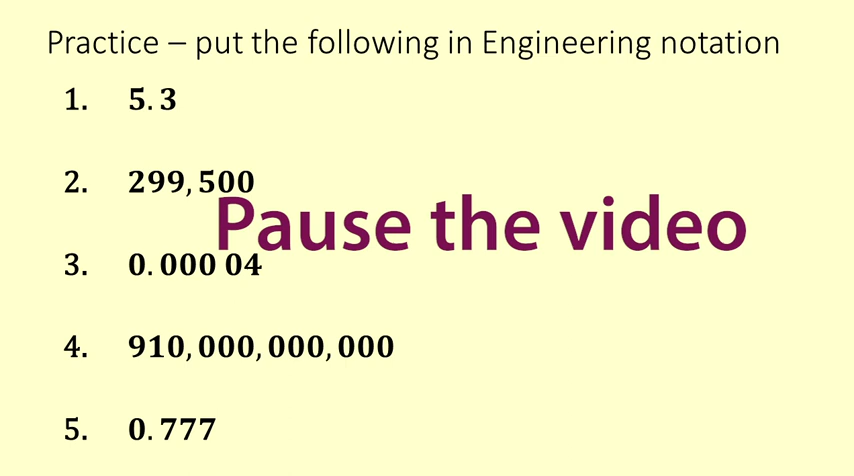 Practice – put the following in Engineering notation
1. 5.3
2. 299,500
Pause the video
3. 0.000 04
4. 910,000,000,000
5. 0.777